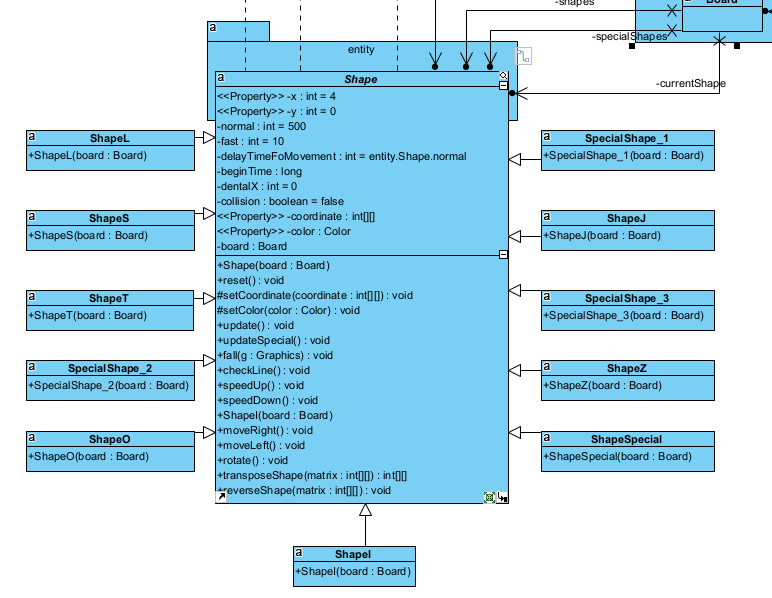 Board
-shapes
-specialShapes
-currentShape
a
entity
a
Shape
<<Property>> -x : int = 4
<<Property>> -y : int = 0
-normal : int = 500
-fast : int = 10
-delayTimeFoMovement : int = entity.Shape.normal
-beginTime : long
-dentalX : int = 0
-collision : boolean = false
<<Property>> -coordinate : int[][]
<<Property>> -color : Color
-board : Board
+Shape(board : Board)
+reset() : void
#setCoordinate(coordinate : int[][]) : void
#setColor(color : Color) : void
+update() : void
+updateSpecial() : void
+fall(g : Graphics) : void
+checkLine() : void
+speedUp() : void
+speedDown() : void
+ShapeI(board : Board)
+moveRight() : void
+moveLeft() : void
+rotate() : void
+transposeShape(matrix : int[][]) : int[][]
+reverseShape(matrix : int[][]) : void
a
ShapeL
+ShapeL(board : Board)
a
ShapeS
+ShapeS(board : Board)
a
ShapeT
+ShapeT(board : Board)
a
SpecialShape_2
+SpecialShape_2(board : Board)
a
ShapeO
+ShapeO(board : Board)
a
SpecialShape_1
+SpecialShape_1(board : Board)
a
ShapeJ
+ShapeJ(board : Board)
a
SpecialShape_3
+SpecialShape_3(board : Board)
a
ShapeZ
+ShapeZ(board : Board)
a
ShapeSpecial
+ShapeSpecial(board : Board)
a
ShapeI
+ShapeI(board : Board)